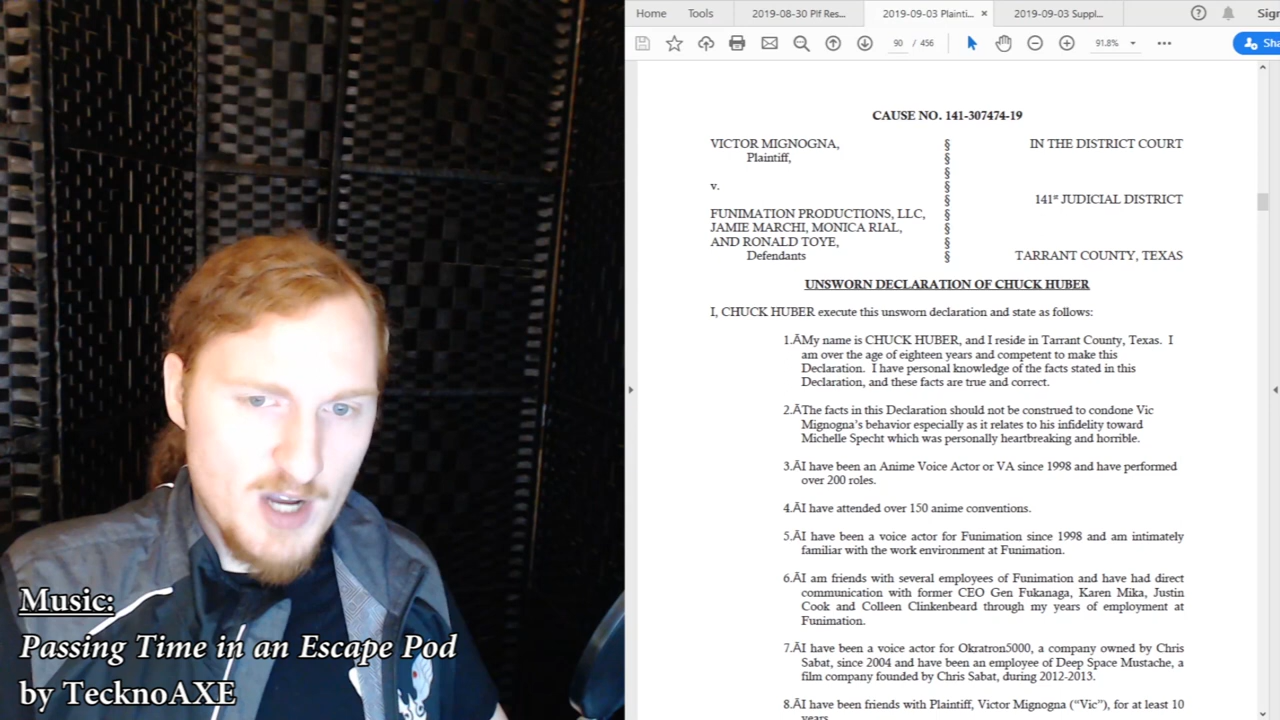 Home Tools 2019-08-30 Plf Res... 2019-09-03 Plainti... × 2019-09-03 Suppl... Sign
90 / 456 91.8% Sha
CAUSE NO. 141-307474-19
VICTOR MIGNOGNA, § IN THE DISTRICT COURT
Plaintiff, §
§
v. §
§ 141st JUDICIAL DISTRICT
FUNIMATION PRODUCTIONS, LLC, §
JAMIE MARCHI, MONICA RIAL, §
AND RONALD TOYE, §
Defendants § TARRANT COUNTY, TEXAS
UNSWORN DECLARATION OF CHUCK HUBER
I, CHUCK HUBER execute this unsworn declaration and state as follows:
1.ÂMy name is CHUCK HUBER, and I reside in Tarrant County, Texas. I
am over the age of eighteen years and competent to make this
Declaration. I have personal knowledge of the facts stated in this
Declaration, and these facts are true and correct.
2.ÂThe facts in this Declaration should not be construed to condone Vic
Mignogna's behavior especially as it relates to his infidelity toward
Michelle Specht which was personally heartbreaking and horrible.
3.ÂI have been an Anime Voice Actor or VA since 1998 and have performed
over 200 roles.
4.ÂI have attended over 150 anime conventions.
5.ÂI have been a voice actor for Funimation since 1998 and am intimately
familiar with the work environment at Funimation.
6.ÂI am friends with several employees of Funimation and have had direct
communication with former CEO Gen Fukanaga, Karen Mika, Justin
Cook and Colleen Clinkenbeard through my years of employment at
Funimation.
7.ÂI have been a voice actor for Okratron5000, a company owned by Chris
Sabat, since 2004 and have been an employee of Deep Space Mustache, a
film company founded by Chris Sabat, during 2012-2013.
8.ÂI have been friends with Plaintiff, Victor Mignogna ("Vic"), for at least 10
years
Music:
Passing Time in an Escape Pod
by TecknoAXE